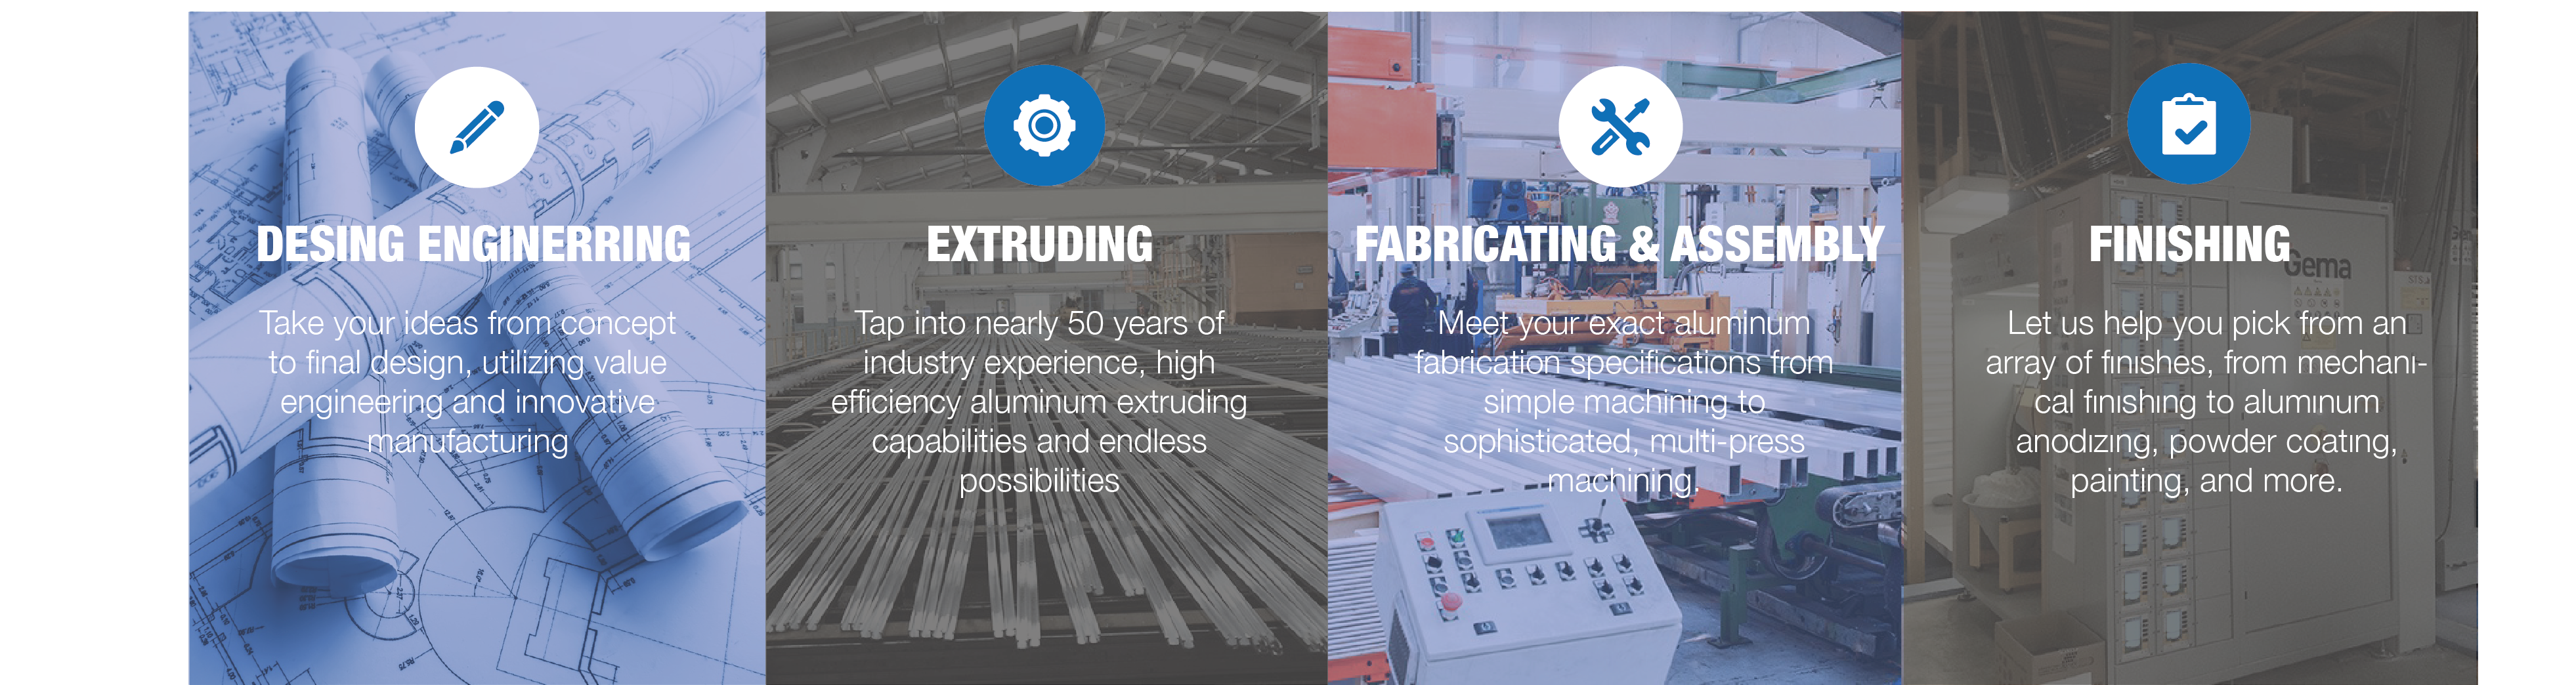 DESING ENGINERRING
Take your ideas from concept
to final design, utilizing value
engineering and innovative
manufacturing
EXTRUDING
Tap into nearly 50 years of
industry experience, high
efficiency aluminum extruding
capabilities and endless
possibilities
FABRICATING & ASSEMBLY
Meet your exact aluminum
fabrication specifications from
simple machining to
sophisticated, multi-press
machining.
FINISHING
Gema
Let us help you pick from an
array of finishes, from mechani-
cal finishing to aluminum
anodizing, powder coating,
painting, and more.